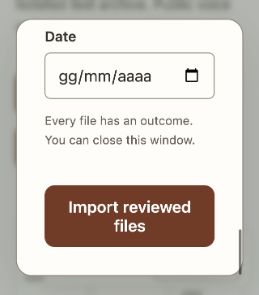 Date
gg/mm/aaaa
Every file has an outcome.
You can close this window.
Import reviewed
files